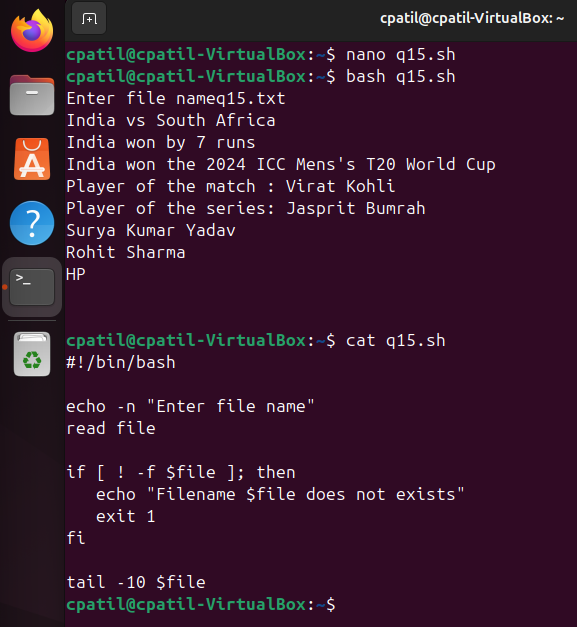 cpatil@cpatil-VirtualBox: ~
cpatil@cpatil-VirtualBox:~$ nano q15.sh
cpatil@cpatil-VirtualBox:~$ bash q15.sh
Enter file nameq15.txt
India vs South Africa
India won by 7 runs
India won the 2024 ICC Mens's T20 World Cup
Player of the match : Virat Kohli
Player of the series: Jasprit Bumrah
Surya Kumar Yadav
Rohit Sharma
HP
cpatil@cpatil-VirtualBox:~$ cat q15.sh
#!/bin/bash
echo -n "Enter file name"
read file
if [ ! -f $file ]; then
   echo "Filename $file does not exists"
   exit 1
fi
tail -10 $file
cpatil@cpatil-VirtualBox:~$